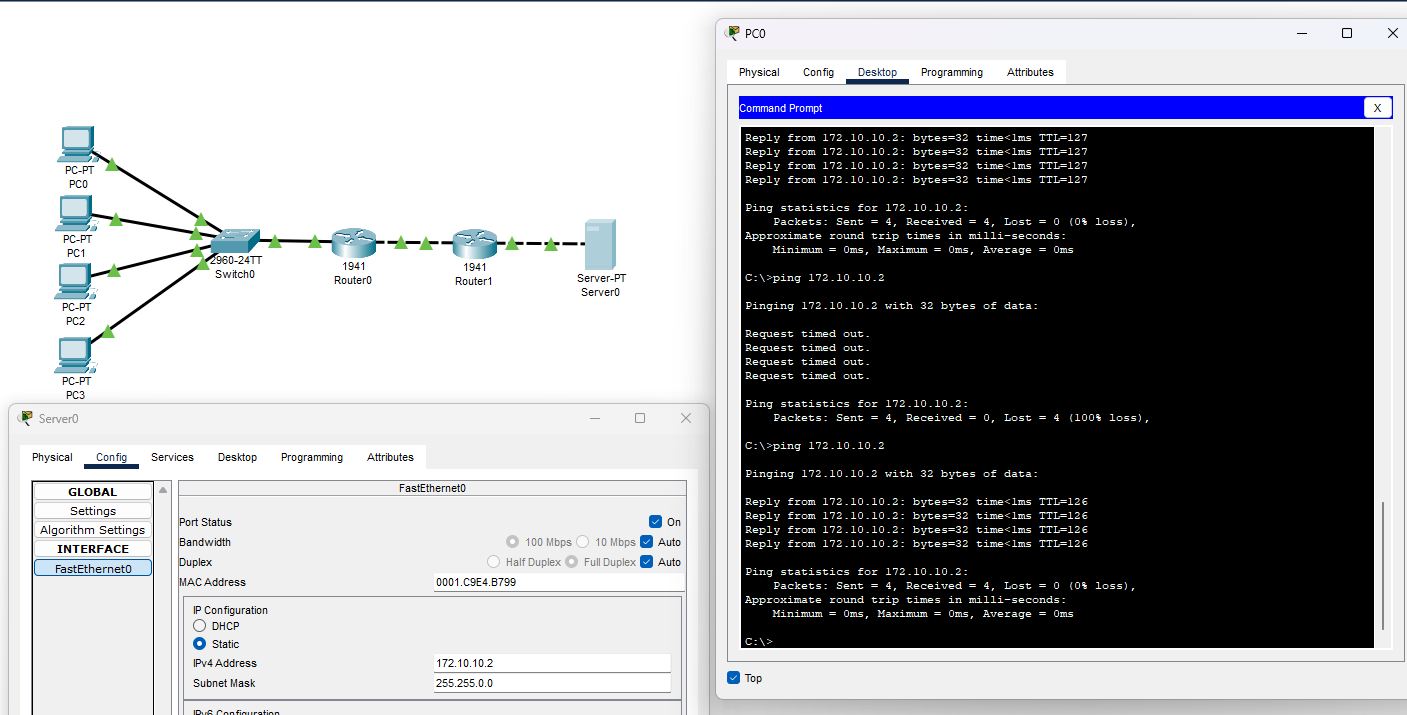 PC-PT
PC0
PC-PT
PC1
PC-PT
PC2
PC-PT
PC3
2960-24TT
Switch0
1941
Router0
1941
Router1
Server-PT
Server0
Server0
Physical Config Services Desktop Programming Attributes
GLOBAL
Settings
Algorithm Settings
INTERFACE
FastEthernet0
FastEthernet0
Port Status On
Bandwidth 100 Mbps 10 Mbps Auto
Duplex Half Duplex Full Duplex Auto
MAC Address 0001.C9E4.B799
IP Configuration
DHCP
Static
IPv4 Address 172.10.10.2
Subnet Mask 255.255.0.0
IPv6 Configuration
PC0
Physical Config Desktop Programming Attributes
Command Prompt X
Reply from 172.10.10.2: bytes=32 time<1ms TTL=127
Reply from 172.10.10.2: bytes=32 time<1ms TTL=127
Reply from 172.10.10.2: bytes=32 time<1ms TTL=127
Reply from 172.10.10.2: bytes=32 time<1ms TTL=127
Ping statistics for 172.10.10.2:
Packets: Sent = 4, Received = 4, Lost = 0 (0% loss),
Approximate round trip times in milli-seconds:
Minimum = 0ms, Maximum = 0ms, Average = 0ms
C:\>ping 172.10.10.2
Pinging 172.10.10.2 with 32 bytes of data:
Request timed out.
Request timed out.
Request timed out.
Request timed out.
Ping statistics for 172.10.10.2:
Packets: Sent = 4, Received = 0, Lost = 4 (100% loss),
C:\>ping 172.10.10.2
Pinging 172.10.10.2 with 32 bytes of data:
Reply from 172.10.10.2: bytes=32 time<1ms TTL=126
Reply from 172.10.10.2: bytes=32 time<1ms TTL=126
Reply from 172.10.10.2: bytes=32 time<1ms TTL=126
Reply from 172.10.10.2: bytes=32 time<1ms TTL=126
Ping statistics for 172.10.10.2:
Packets: Sent = 4, Received = 4, Lost = 0 (0% loss),
Approximate round trip times in milli-seconds:
Minimum = 0ms, Maximum = 0ms, Average = 0ms
C:\>
Top